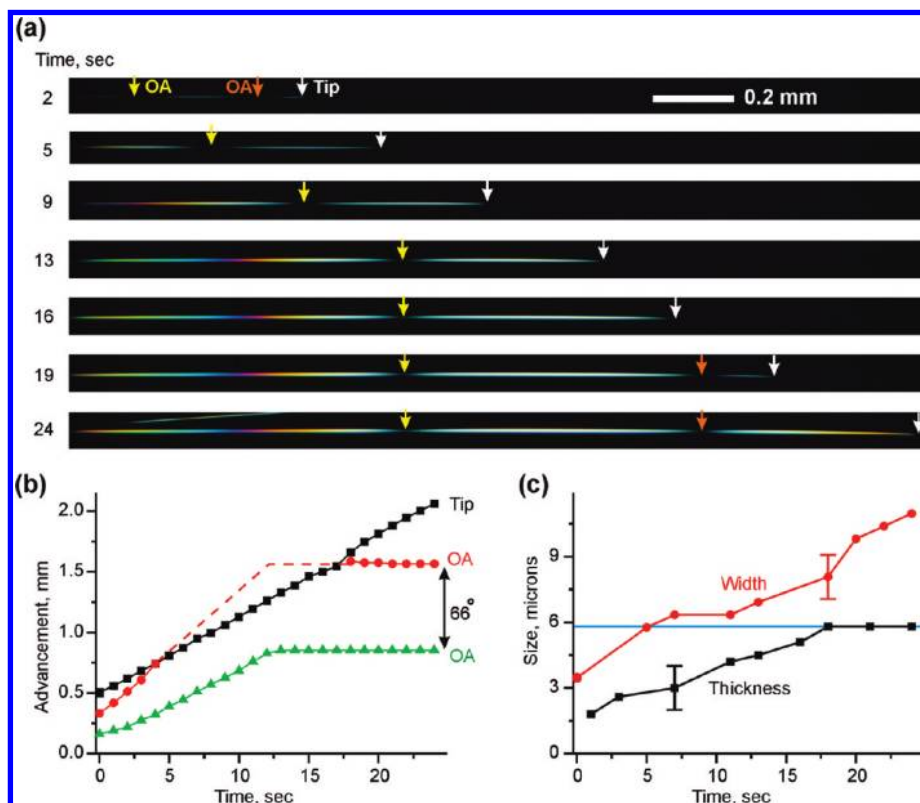 (a)
Time, sec
2
OA
OA
Tip
0.2 mm
5
9
13
16
19
24
(b)
Advancement, mm
2.0
1.5
1.0
0.5
0.0
Tip
OA
66°
OA
0
5
10
15
20
Time, sec
(c)
Size, microns
9
6
3
0
Width
Thickness
0
5
10
15
20
Time, sec